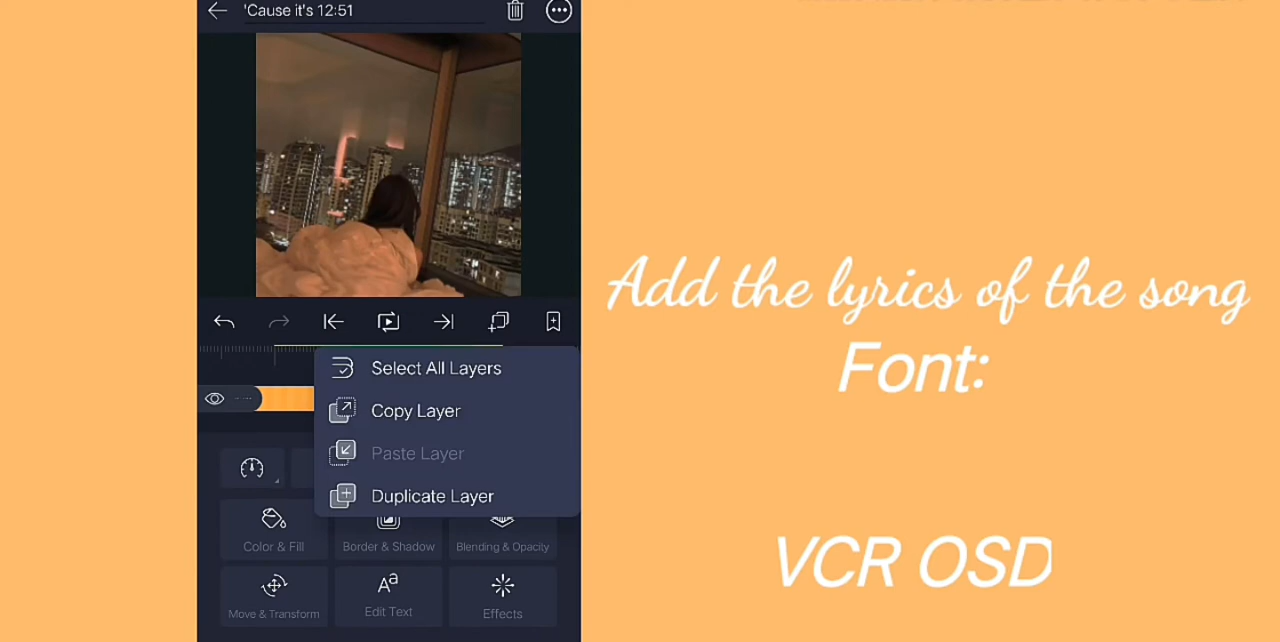 'Cause it's 12:51
Select All Layers
Copy Layer
Paste Layer
Duplicate Layer
Color & Fill
Border & Shadow
Blending & Opacity
Move & Transform
Edit Text
Effects
Add the lyrics of the song
Font:
VCR OSD